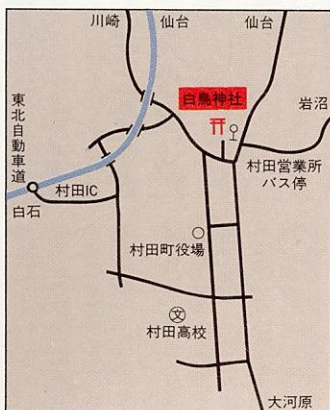 川崎
仙台
仙台
白鳥神社
岩沼
東北自動車道
村田営業所
バス停
村田IC
白石
村田町役場
文
村田高校
大河原